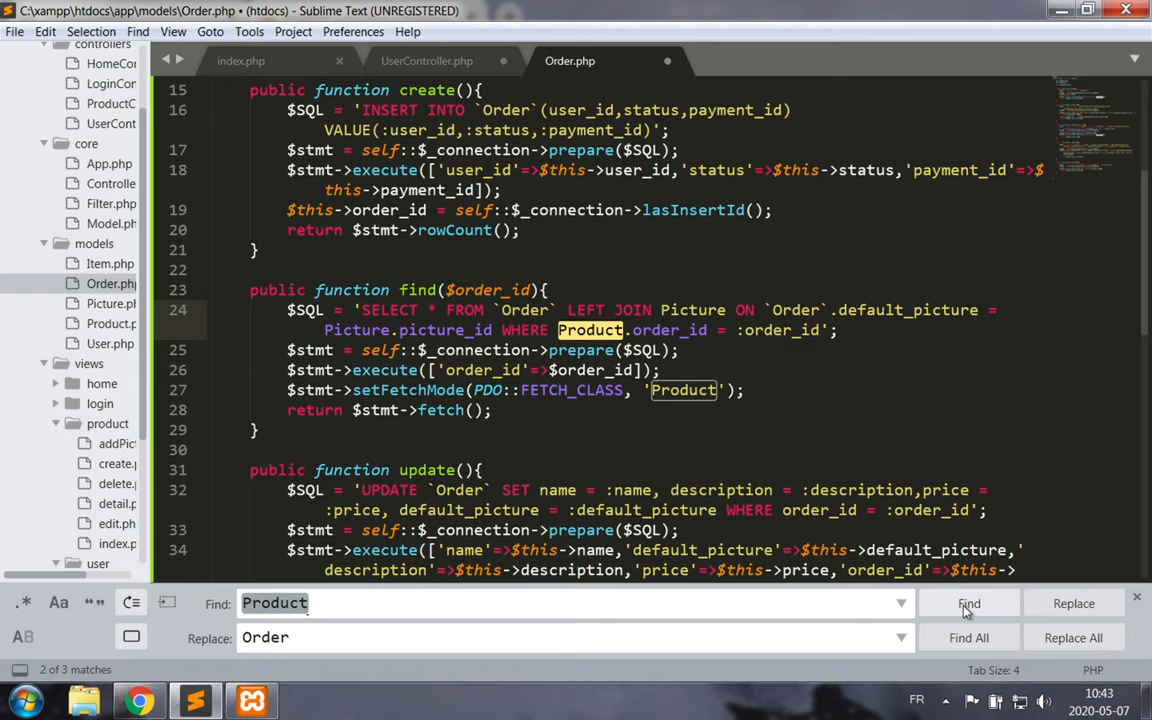 C:\xampp\htdocs\app\models\Order.php • (htdocs) - Sublime Text (UNREGISTERED)
File Edit Selection Find View Goto Tools Project Preferences Help
index.php UserController.php Order.php
controllers
HomeCor
LoginCon
ProductC
UserCont
core
App.php
Controlle
Filter.php
Model.ph
models
Item.php
Order.php
Picture.ph
Product.p
User.php
views
home
login
product
addPict
create.p
delete.p
detail.p
edit.ph
index.p
user
15 public function create(){
16 $SQL = 'INSERT INTO `Order`(user_id,status,payment_id)
VALUE(:user_id,:status,:payment_id)';
17 $stmt = self::$_connection->prepare($SQL);
18 $stmt->execute(['user_id'=>$this->user_id,'status'=>$this->status,'payment_id'=>$
this->payment_id]);
19 $this->order_id = self::$_connection->lasInsertId();
20 return $stmt->rowCount();
21 }
22
23 public function find($order_id){
24 $SQL = 'SELECT * FROM `Order` LEFT JOIN Picture ON `Order`.default_picture =
Picture.picture_id WHERE Product.order_id = :order_id';
25 $stmt = self::$_connection->prepare($SQL);
26 $stmt->execute(['order_id'=>$order_id]);
27 $stmt->setFetchMode(PDO::FETCH_CLASS, 'Product');
28 return $stmt->fetch();
29 }
30
31 public function update(){
32 $SQL = 'UPDATE `Order` SET name = :name, description = :description,price =
:price, default_picture = :default_picture WHERE order_id = :order_id';
33 $stmt = self::$_connection->prepare($SQL);
34 $stmt->execute(['name'=>$this->name,'default_picture'=>$this->default_picture,'
description'=>$this->description,'price'=>$this->price,'order_id'=>$this->
.* Aa “”
Find: Product Find Replace
AB
Replace: Order Find All Replace All
2 of 3 matches Tab Size: 4 PHP
FR 10:43
2020-05-07